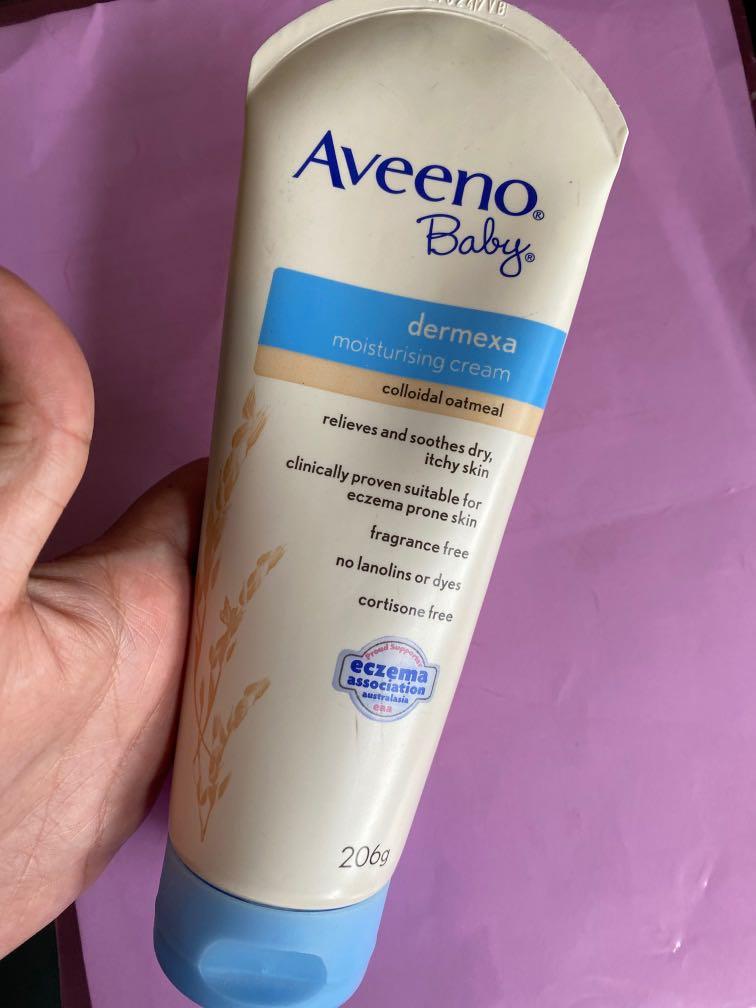 Aveeno®
Baby®
dermexa
moisturising cream
colloidal oatmeal
relieves and soothes dry,
itchy skin
clinically proven suitable for
eczema prone skin
fragrance free
no lanolins or dyes
cortisone free
Proud Supporter
eczema
association
australasia
eaa
206g